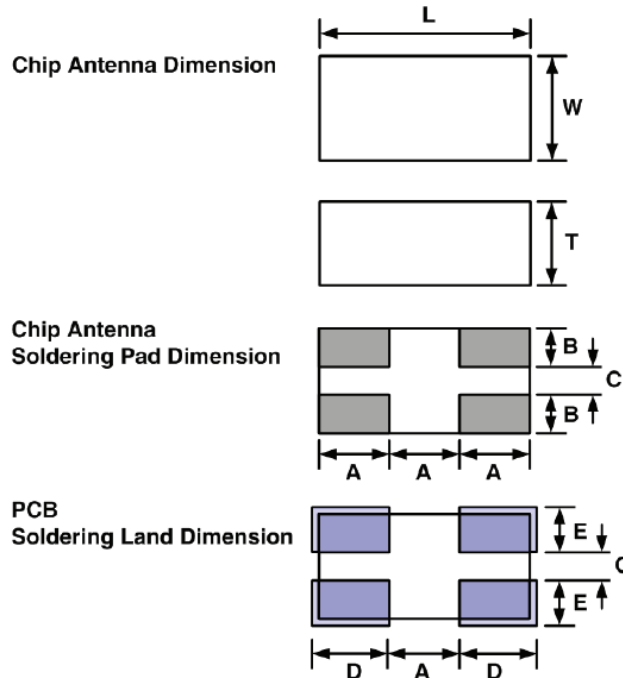 L
Chip Antenna Dimension
W
T
Chip Antenna
Soldering Pad Dimension
B
C
B
A A A
PCB
Soldering Land Dimension
E
C
E
D A D